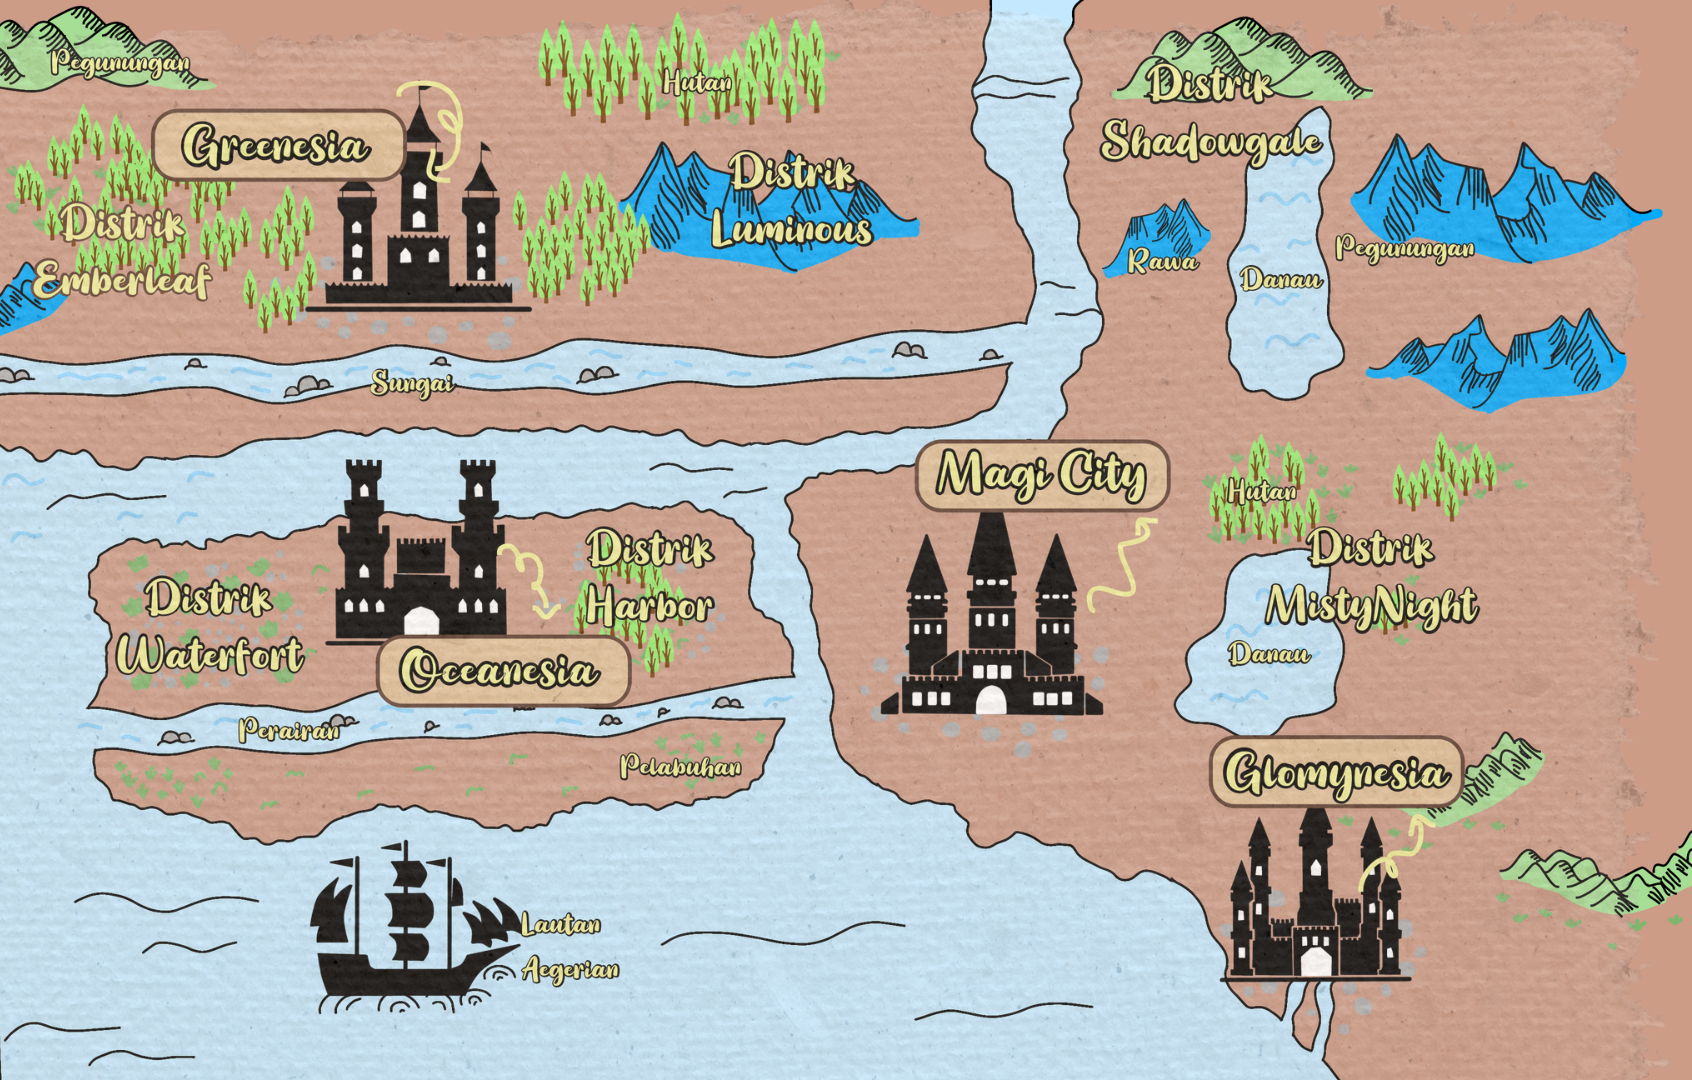 Pegunungan
Hutan
Greenesia
Distrik
Emberleaf
Distrik
Luminous
Distrik
Shadowgale
Rawa
Danau
Pegunungan
Sungai
Magi City
Hutan
Distrik
MistyNight
Danau
Distrik
Waterfort
Distrik
Harbor
Oceanesia
Perairan
Pelabuhan
Glomynesia
Lautan
Aegerian